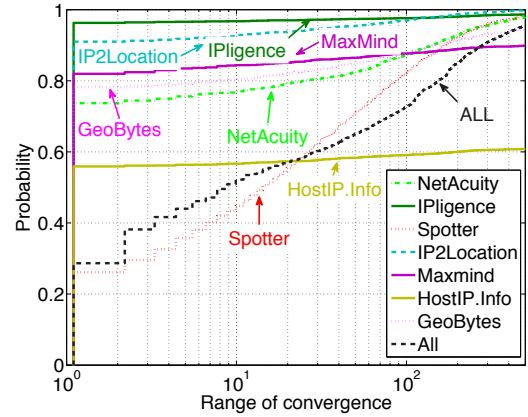 1
0.8
0.6
0.4
0.2
0
10^0
10^1
10^2
Probability
Range of convergence
IP2Location
IPligence
MaxMind
GeoBytes
NetAcuity
ALL
HostIP.Info
Spotter
NetAcuity
IPligence
Spotter
IP2Location
Maxmind
HostIP.Info
GeoBytes
All